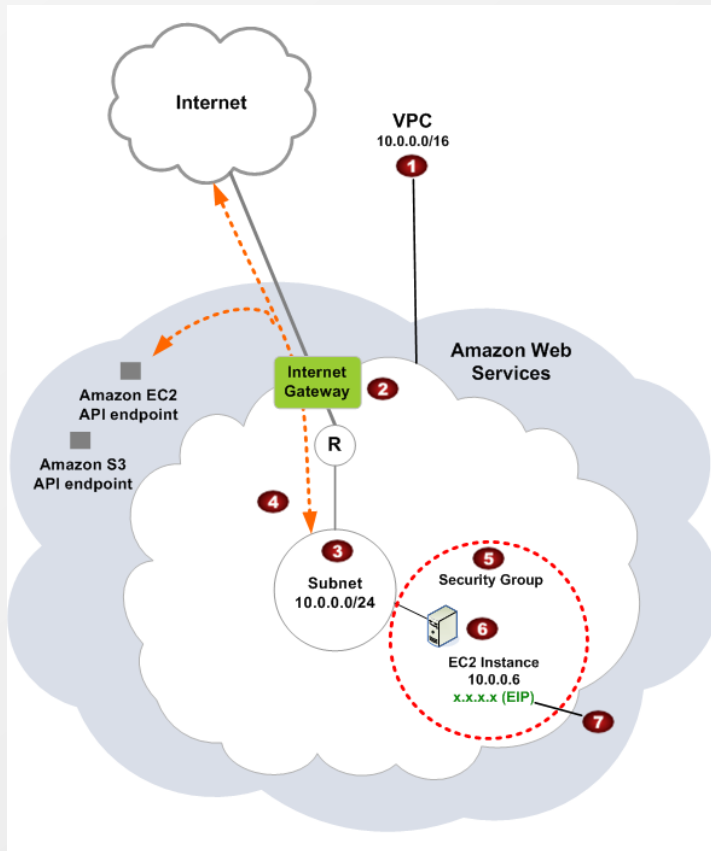 Internet
VPC
10.0.0.0/16
1
Amazon Web
Services
Internet
Gateway
2
Amazon EC2
API endpoint
Amazon S3
API endpoint
R
4
3
Subnet
10.0.0.0/24
5
Security Group
6
EC2 Instance
10.0.0.6
x.x.x.x (EIP)
7